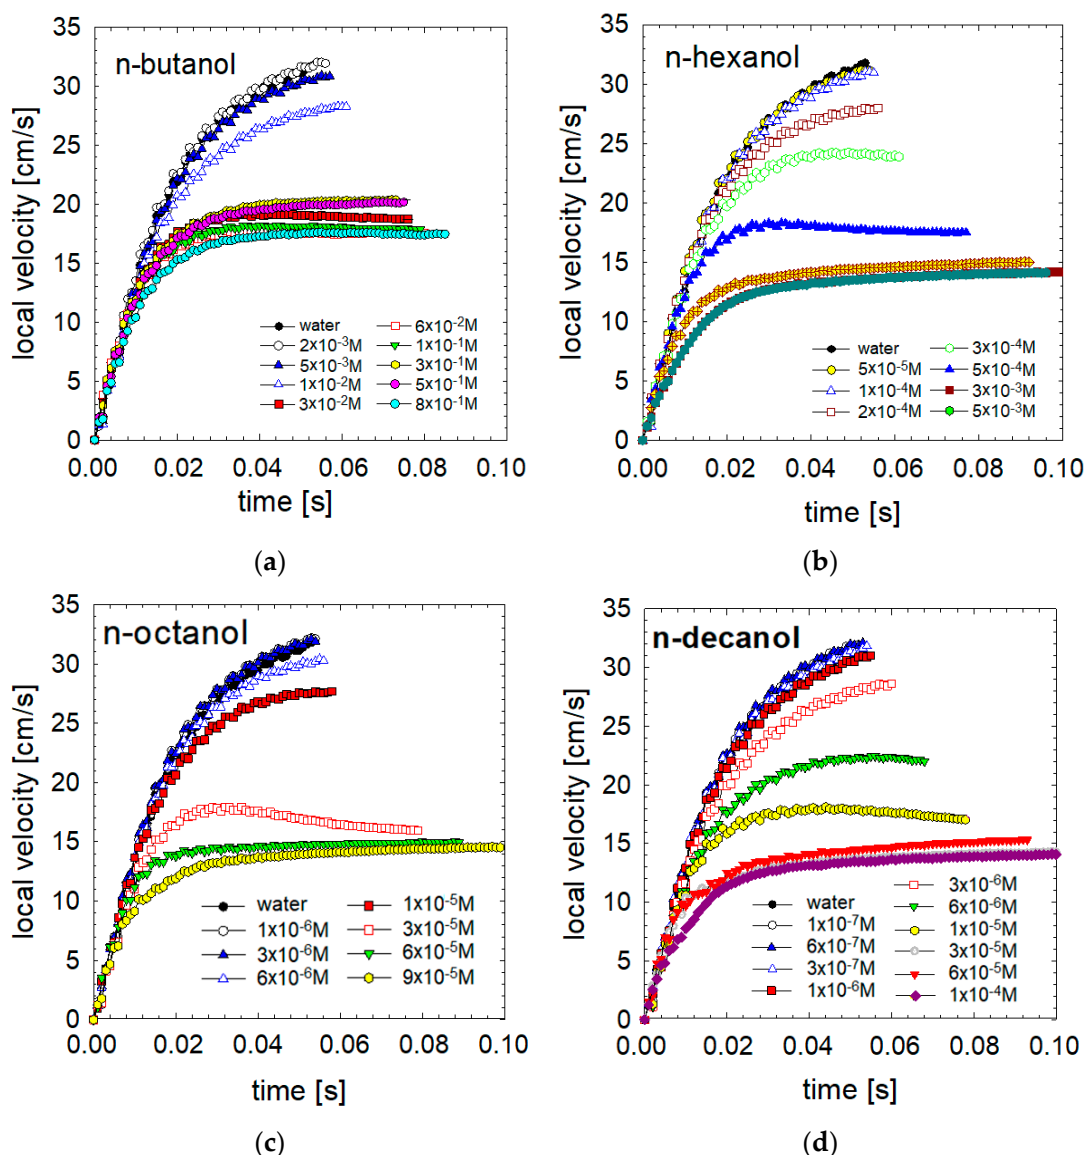 (a)
n-butanol
local velocity [cm/s]
35
30
25
20
15
10
5
0
water
2x10-3M
5x10-3M
1x10-2M
3x10-2M
6x10-2M
1x10-1M
3x10-1M
5x10-1M
8x10-1M
0.00 0.02 0.04 0.06 0.08 0.10
time [s]
(a)
n-hexanol
local velocity [cm/s]
35
30
25
20
15
10
5
0
water
5x10-5M
1x10-4M
2x10-4M
3x10-4M
5x10-4M
3x10-3M
5x10-3M
0.00 0.02 0.04 0.06 0.08 0.10
time [s]
(b)
n-octanol
local velocity [cm/s]
35
30
25
20
15
10
5
0
water
1x10-6M
3x10-6M
6x10-6M
1x10-5M
3x10-5M
6x10-5M
9x10-5M
0.00 0.02 0.04 0.06 0.08 0.10
time [s]
(c)
n-decanol
local velocity [cm/s]
35
30
25
20
15
10
5
0
water
1x10-7M
6x10-7M
3x10-7M
1x10-6M
3x10-6M
6x10-6M
1x10-5M
3x10-5M
6x10-5M
1x10-4M
0.00 0.02 0.04 0.06 0.08 0.10
time [s]
(d)